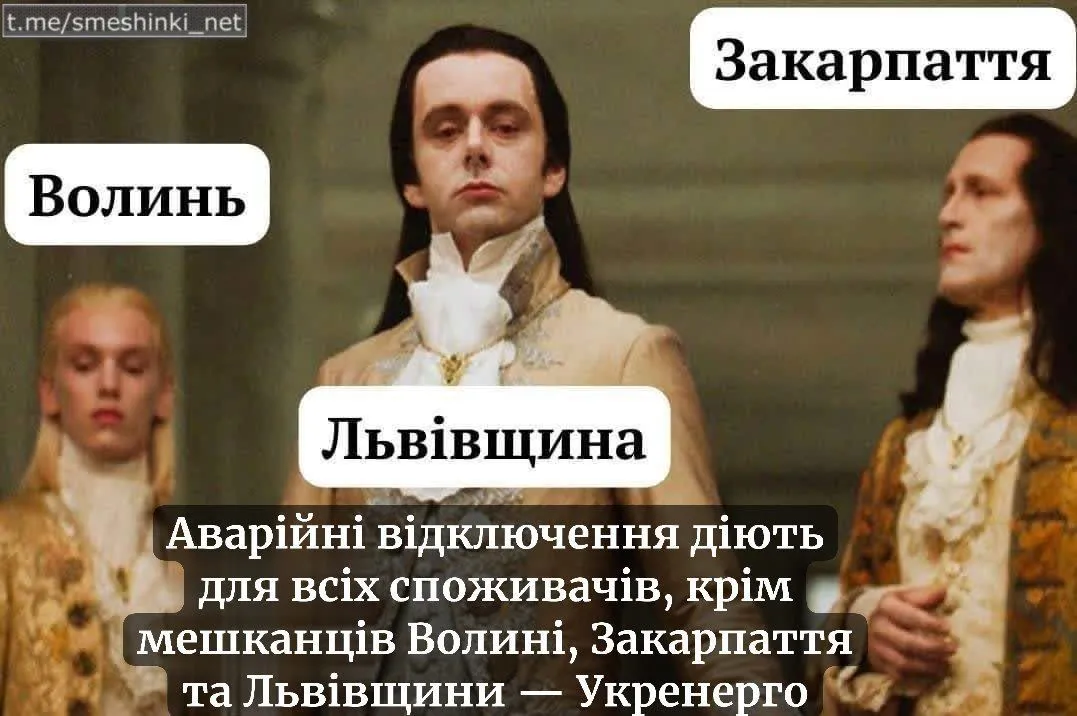 t.me/smeshinki_net
Закарпаття
Волинь
Львівщина
Аварійні відключення діють
для всіх споживачів, крім
мешканців Волині, Закарпаття
та Львівщини — Укренерго